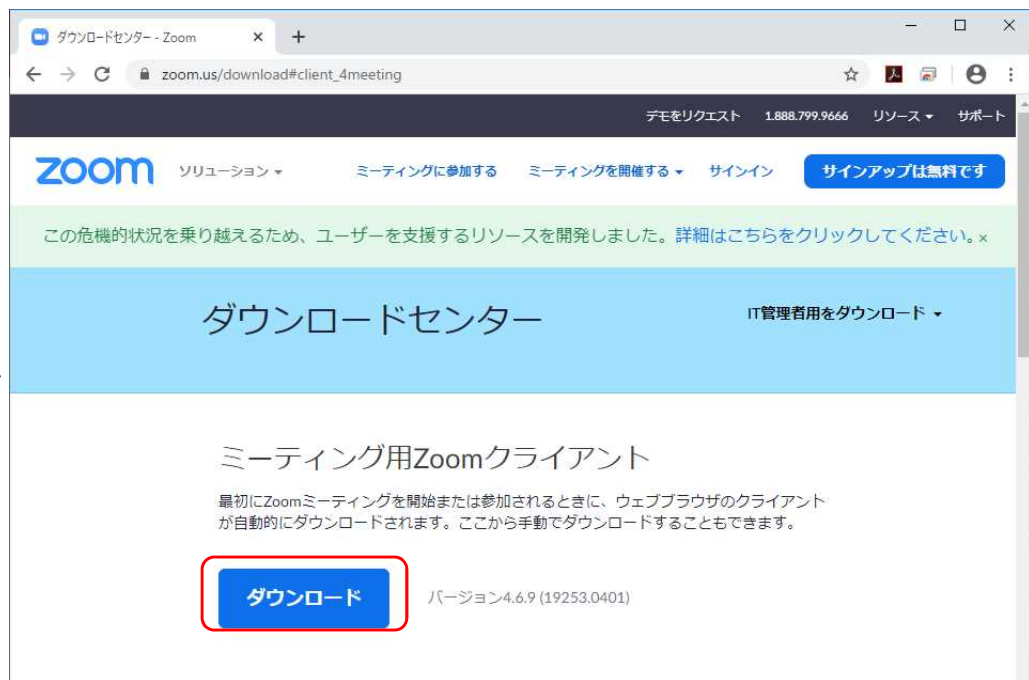 ダウンロードセンター - Zoom
zoom.us/download#client_4meeting
デモをリクエスト 1.888.799.9666 リソース サポート
zoom ソリューション ミーティングに参加する ミーティングを開催する サインイン サインアップは無料です
この危機的状況を乗り越えるため、ユーザーを支援するリソースを開発しました。詳細はこちらをクリックしてください。×
ダウンロードセンター IT管理者用をダウンロード
ミーティング用Zoomクライアント
最初にZoomミーティングを開始または参加されるときに、ウェブブラウザのクライアント
が自動的にダウンロードされます。ここから手動でダウンロードすることもできます。
ダウンロード バージョン4.6.9 (19253.0401)